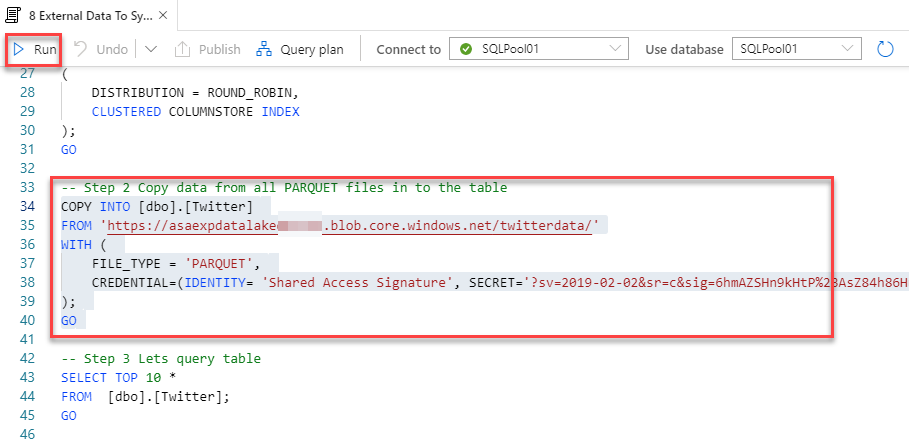 8 External Data To Sy...
Run Undo Publish Query plan Connect to SQLPool01 Use database SQLPool01
27 (
28 DISTRIBUTION = ROUND_ROBIN,
29 CLUSTERED COLUMNSTORE INDEX
30 );
31 GO
32
33 -- Step 2 Copy data from all PARQUET files in to the table
34 COPY INTO [dbo].[Twitter]
35 FROM 'https://asaexpdatalake .blob.core.windows.net/twitterdata/'
36 WITH (
37 FILE_TYPE = 'PARQUET',
38 CREDENTIAL=(IDENTITY= 'Shared Access Signature', SECRET='?sv=2019-02-02&sr=c&sig=6hmAZSHn9kHtP%2BAsZ84h86H
39 );
40 GO
41
42 -- Step 3 Lets query table
43 SELECT TOP 10 *
44 FROM [dbo].[Twitter];
45 GO
46